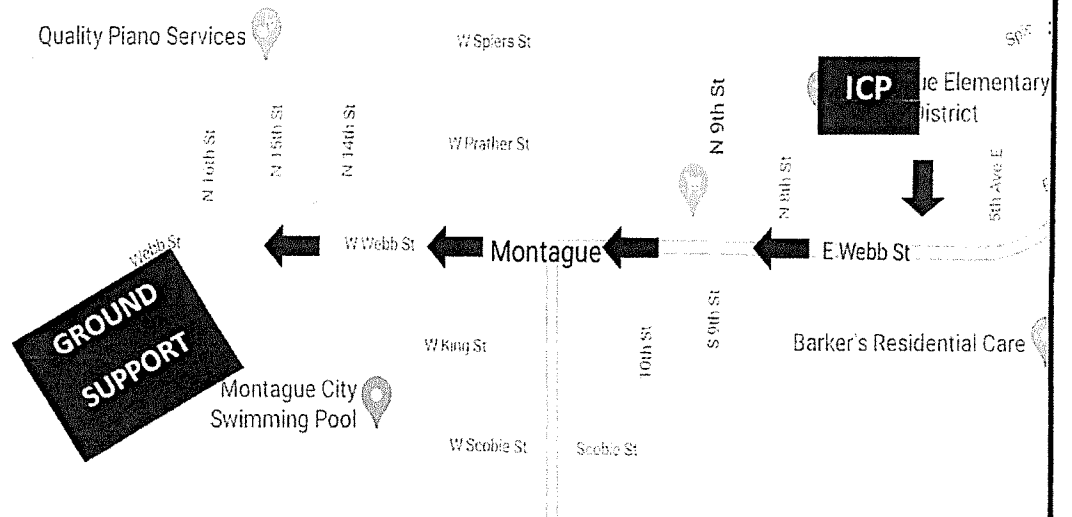 Quality Piano Services
W Spiers St
ICP
ue Elementary
District
N 16th St
N 15th St
N 14th St
W Prather St
N 9th St
N 8th St
5th Ave E
Webb St
W Webb St
Montague
E Webb St
GROUND
SUPPORT
W King St
10th St
S 9th St
Barker's Residential Care
Montague City
Swimming Pool
W Scobie St
Scobie St